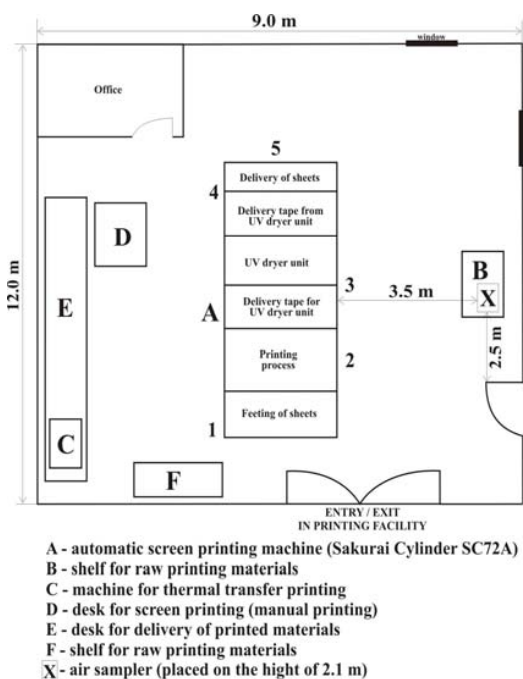 9.0 m
window
Office
5
Delivery of sheets
4
Delivery tape from
UV dryer unit
D
UV dryer unit
B
12.0 m
E
3
3.5 m
X
A
Delivery tape for
UV dryer unit
2.5 m
Printing
process
2
C
Feeting of sheets
1
F
ENTRY / EXIT
IN PRINTING FACILITY
A - automatic screen printing machine (Sakurai Cylinder SC72A)
B - shelf for raw printing materials
C - machine for thermal transfer printing
D - desk for screen printing (manual printing)
E - desk for delivery of printed materials
F - shelf for raw printing materials
X - air sampler (placed on the hight of 2.1 m)